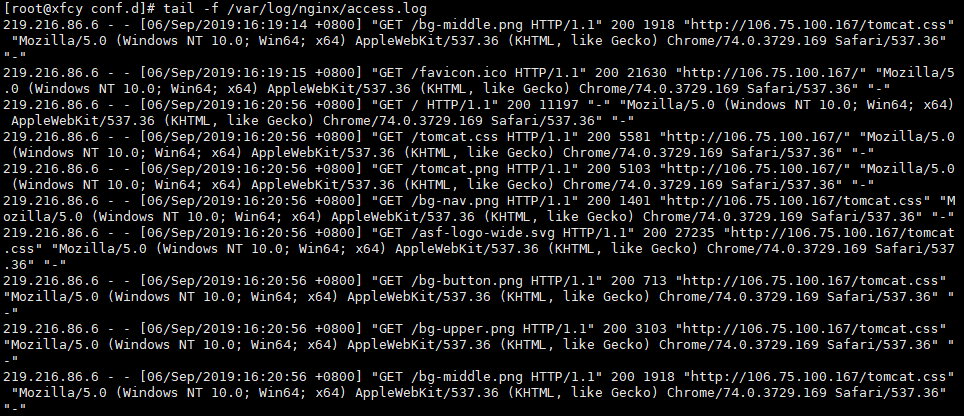 [root@xfcy conf.d]# tail -f /var/log/nginx/access.log
219.216.86.6 - - [06/Sep/2019:16:19:14 +0800] "GET /bg-middle.png HTTP/1.1" 200 1918 "http://106.75.100.167/tomcat.css"
"Mozilla/5.0 (Windows NT 10.0; Win64; x64) AppleWebKit/537.36 (KHTML, like Gecko) Chrome/74.0.3729.169 Safari/537.36"
"-"
219.216.86.6 - - [06/Sep/2019:16:19:15 +0800] "GET /favicon.ico HTTP/1.1" 200 21630 "http://106.75.100.167/" "Mozilla/5
.0 (Windows NT 10.0; Win64; x64) AppleWebKit/537.36 (KHTML, like Gecko) Chrome/74.0.3729.169 Safari/537.36" "-"
219.216.86.6 - - [06/Sep/2019:16:20:56 +0800] "GET / HTTP/1.1" 200 11197 "-" "Mozilla/5.0 (Windows NT 10.0; Win64; x64)
AppleWebKit/537.36 (KHTML, like Gecko) Chrome/74.0.3729.169 Safari/537.36" "-"
219.216.86.6 - - [06/Sep/2019:16:20:56 +0800] "GET /tomcat.css HTTP/1.1" 200 5581 "http://106.75.100.167/" "Mozilla/5.0
(Windows NT 10.0; Win64; x64) AppleWebKit/537.36 (KHTML, like Gecko) Chrome/74.0.3729.169 Safari/537.36" "-"
219.216.86.6 - - [06/Sep/2019:16:20:56 +0800] "GET /tomcat.png HTTP/1.1" 200 5103 "http://106.75.100.167/" "Mozilla/5.0
(Windows NT 10.0; Win64; x64) AppleWebKit/537.36 (KHTML, like Gecko) Chrome/74.0.3729.169 Safari/537.36" "-"
219.216.86.6 - - [06/Sep/2019:16:20:56 +0800] "GET /bg-nav.png HTTP/1.1" 200 1401 "http://106.75.100.167/tomcat.css" "M
ozilla/5.0 (Windows NT 10.0; Win64; x64) AppleWebKit/537.36 (KHTML, like Gecko) Chrome/74.0.3729.169 Safari/537.36" "-"
219.216.86.6 - - [06/Sep/2019:16:20:56 +0800] "GET /asf-logo-wide.svg HTTP/1.1" 200 27235 "http://106.75.100.167/tomcat
.css" "Mozilla/5.0 (Windows NT 10.0; Win64; x64) AppleWebKit/537.36 (KHTML, like Gecko) Chrome/74.0.3729.169 Safari/537
.36" "-"
219.216.86.6 - - [06/Sep/2019:16:20:56 +0800] "GET /bg-button.png HTTP/1.1" 200 713 "http://106.75.100.167/tomcat.css"
"Mozilla/5.0 (Windows NT 10.0; Win64; x64) AppleWebKit/537.36 (KHTML, like Gecko) Chrome/74.0.3729.169 Safari/537.36" "
-"
219.216.86.6 - - [06/Sep/2019:16:20:56 +0800] "GET /bg-upper.png HTTP/1.1" 200 3103 "http://106.75.100.167/tomcat.css"
"Mozilla/5.0 (Windows NT 10.0; Win64; x64) AppleWebKit/537.36 (KHTML, like Gecko) Chrome/74.0.3729.169 Safari/537.36" "
-"
219.216.86.6 - - [06/Sep/2019:16:20:56 +0800] "GET /bg-middle.png HTTP/1.1" 200 1918 "http://106.75.100.167/tomcat.css"
"Mozilla/5.0 (Windows NT 10.0; Win64; x64) AppleWebKit/537.36 (KHTML, like Gecko) Chrome/74.0.3729.169 Safari/537.36"
"-"